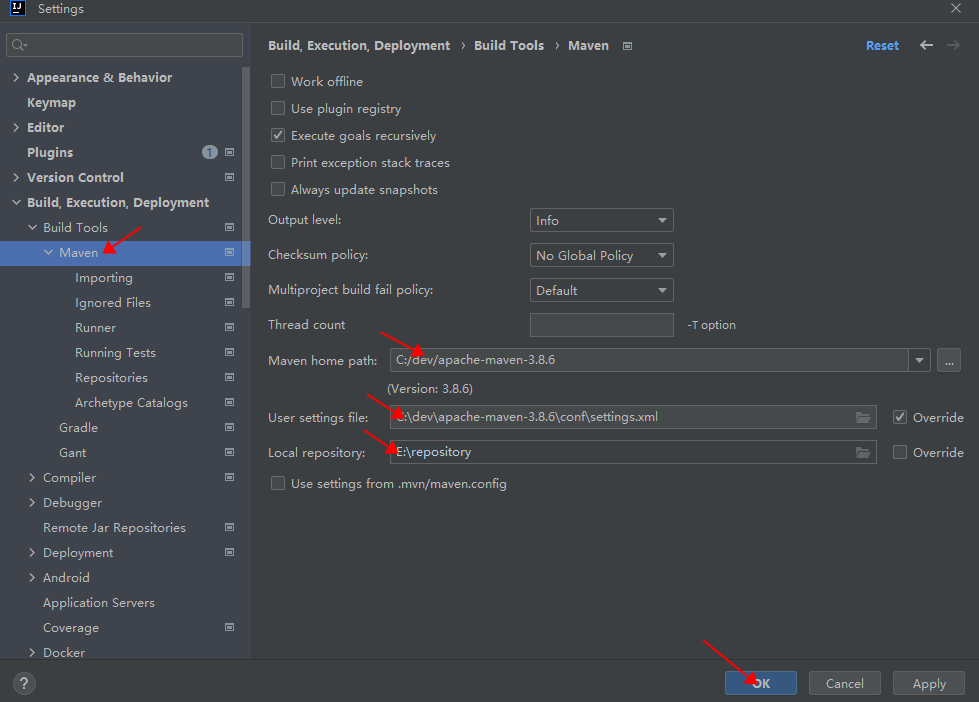 IJ
Settings
Appearance & Behavior
Keymap
Editor
Plugins 1
Version Control
Build, Execution, Deployment
Build Tools
Maven
Importing
Ignored Files
Runner
Running Tests
Repositories
Archetype Catalogs
Gradle
Gant
Compiler
Debugger
Remote Jar Repositories
Deployment
Android
Application Servers
Coverage
Docker
?
Build, Execution, Deployment › Build Tools › Maven
Reset
Work offline
Use plugin registry
Execute goals recursively
Print exception stack traces
Always update snapshots
Output level: Info
Checksum policy: No Global Policy
Multiproject build fail policy: Default
Thread count -T option
Maven home path: C:/dev/apache-maven-3.8.6 ...
(Version: 3.8.6)
User settings file: C:\dev\apache-maven-3.8.6\conf\settings.xml Override
Local repository: E:\repository Override
Use settings from .mvn/maven.config
OK Cancel Apply